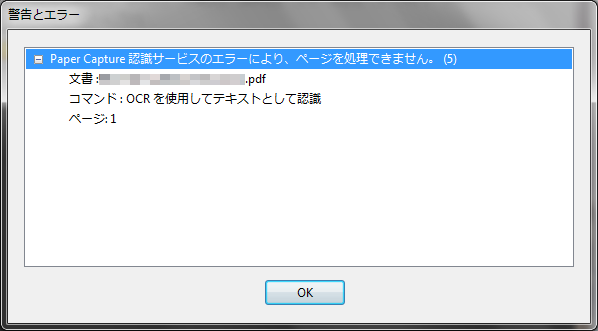 警告とエラー
Paper Capture 認識サービスのエラーにより、ページを処理できません。 (5)
文書 : .pdf
コマンド : OCR を使用してテキストとして認識
ページ: 1
OK